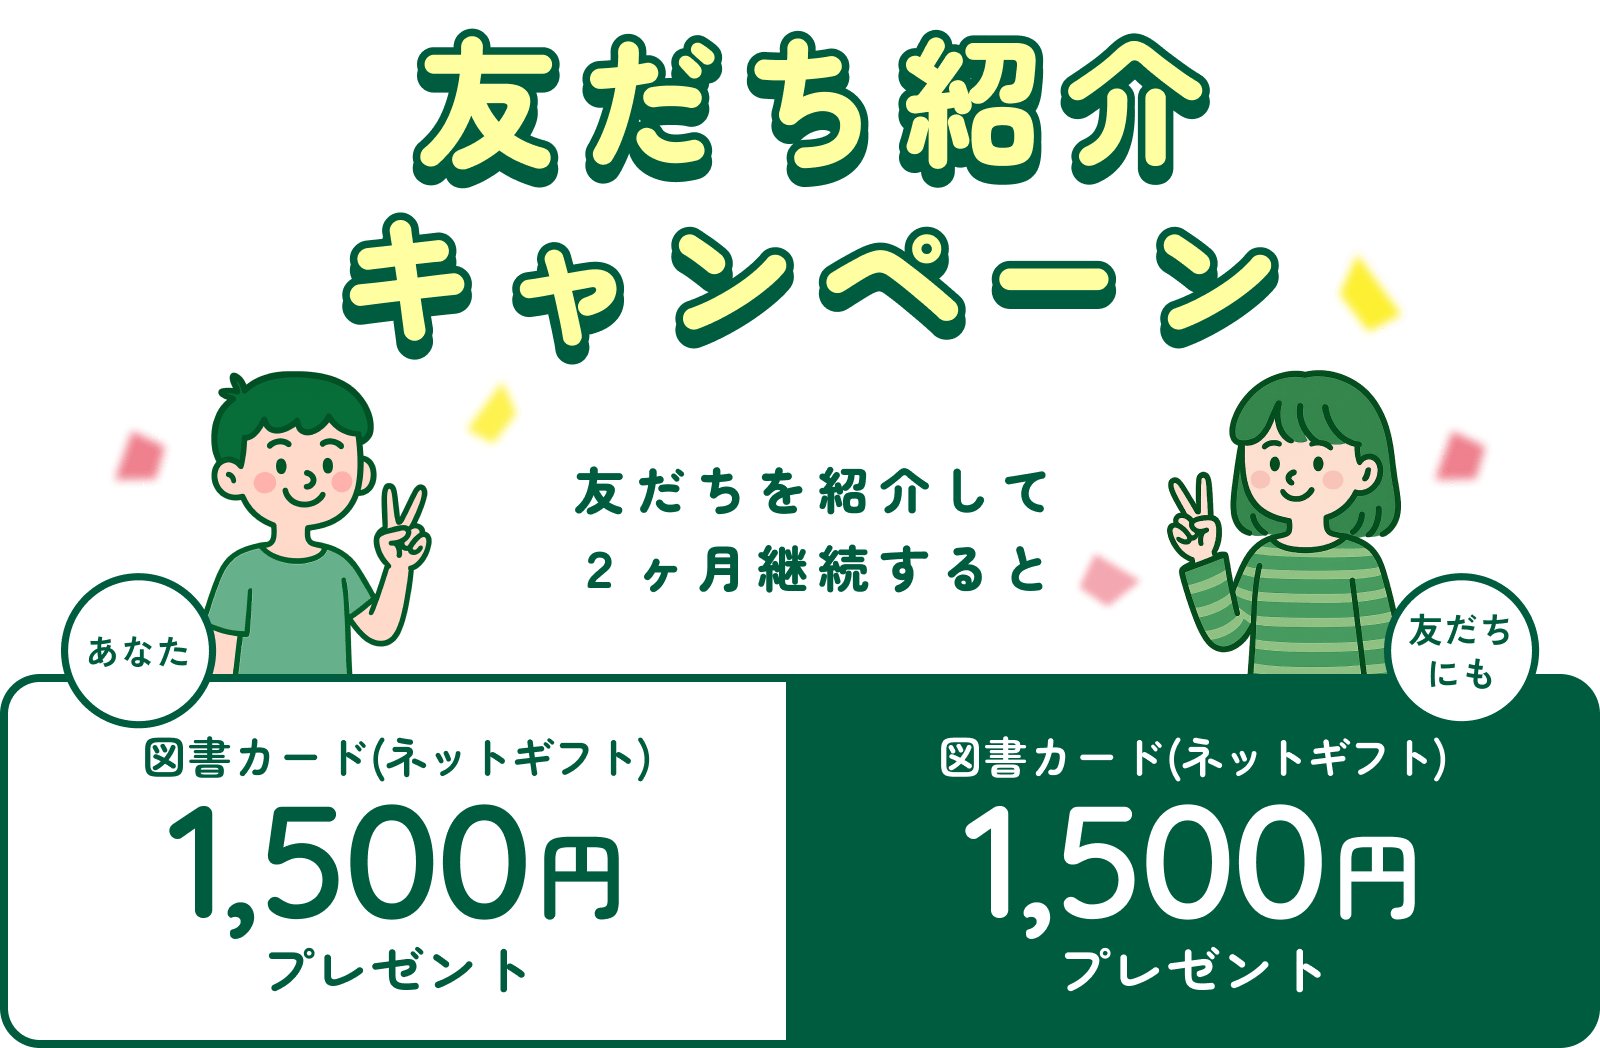 友だち紹介
キャンペーン
友だちを紹介して
2ヶ月継続すると
あなた
図書カード(ネットギフト)
1,500円
プレゼント
友だち
にも
図書カード(ネットギフト)
1,500円
プレゼント